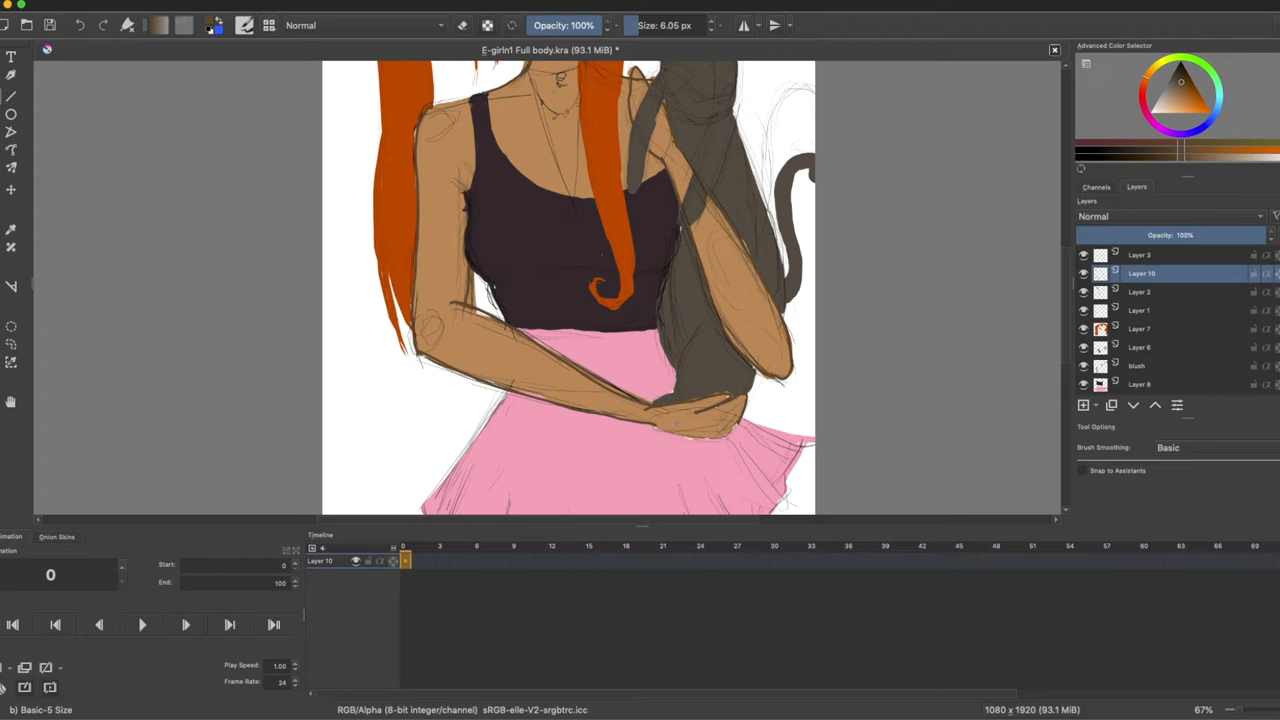 Normal
Opacity: 100%
Size: 6.05 px
E-girln1 Full body.kra (93.1 MiB) *
Advanced Color Selector
Channels
Layers
Layers
Normal
Opacity: 100%
Layer 3
Layer 10
Layer 2
Layer 1
Layer 7
Layer 6
blush
Layer 8
Tool Options
Brush Smoothing:
Basic
Snap to Assistants
Onion Skins
Timeline
0 3 6 9 12 15 18 21 24 27 30 33 36 39 42 45 48 51 54 57 60 63 66 69
Layer 10
0
Start:
0
End:
100
Play Speed:
1.00
Frame Rate:
24
b) Basic-5 Size
RGB/Alpha (8-bit integer/channel) sRGB-elle-V2-srgbtrc.icc
1080 x 1920 (93.1 MiB)
67%